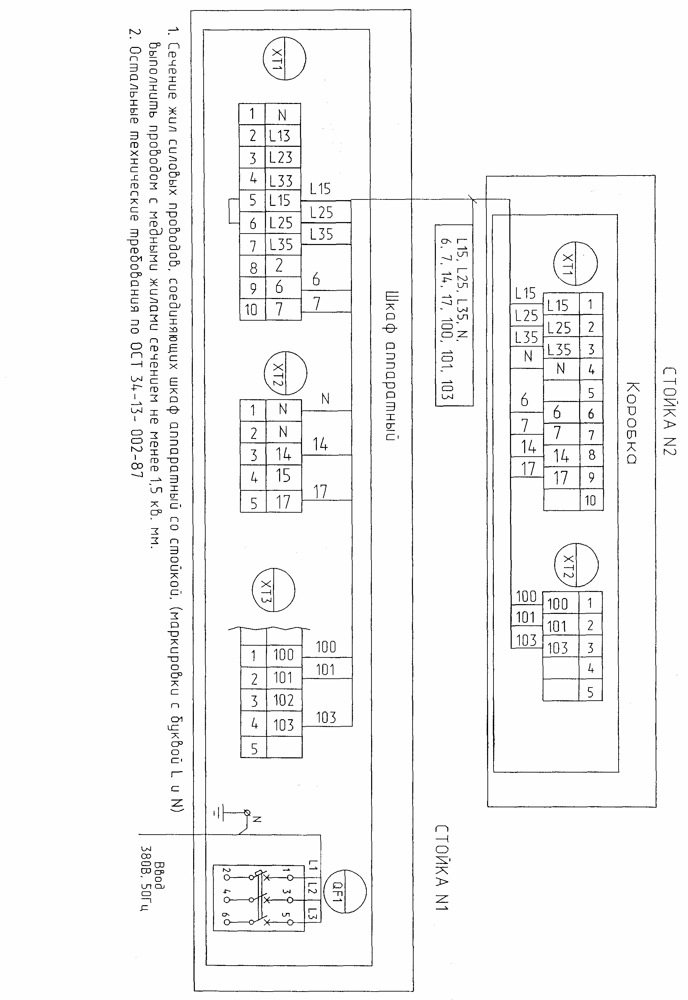 СТОЙКА N2
Коробка
XT1
L15 L15 1
L25 L25 2
L35 L35 3
N N 4
5
6 6 6
7 7 7
14 14 8
17 17 9
10
XT2
100 100 1
101 101 2
103 103 3
4
5
L15, L25, L35, N,
6, 7, 14, 17, 100, 101, 103
СТОЙКА N1
Шкаф аппаратный
XT1
1 N
2 L13
3 L23
4 L33
5 L15 L15
6 L25 L25
7 L35 L35
8 2
9 6 6
10 7 7
XT2
1 N N
2 N
3 14 14
4 15
5 17 17
XT3
1 100 100
2 101 101
3 102
4 103 103
5
N
QF1
L1 L2 L3
1 3 5
2 4 6
Ввод
380В, 50Гц
1. Сечение жил силовых проводов, соединяющих шкаф аппаратный со стойкой, (маркировки с буквой L и N)
выполнить проводом с медными жилами сечением не менее 1,5 кв. мм.
2. Остальные технические требования по ОСТ 34-13- 002-87